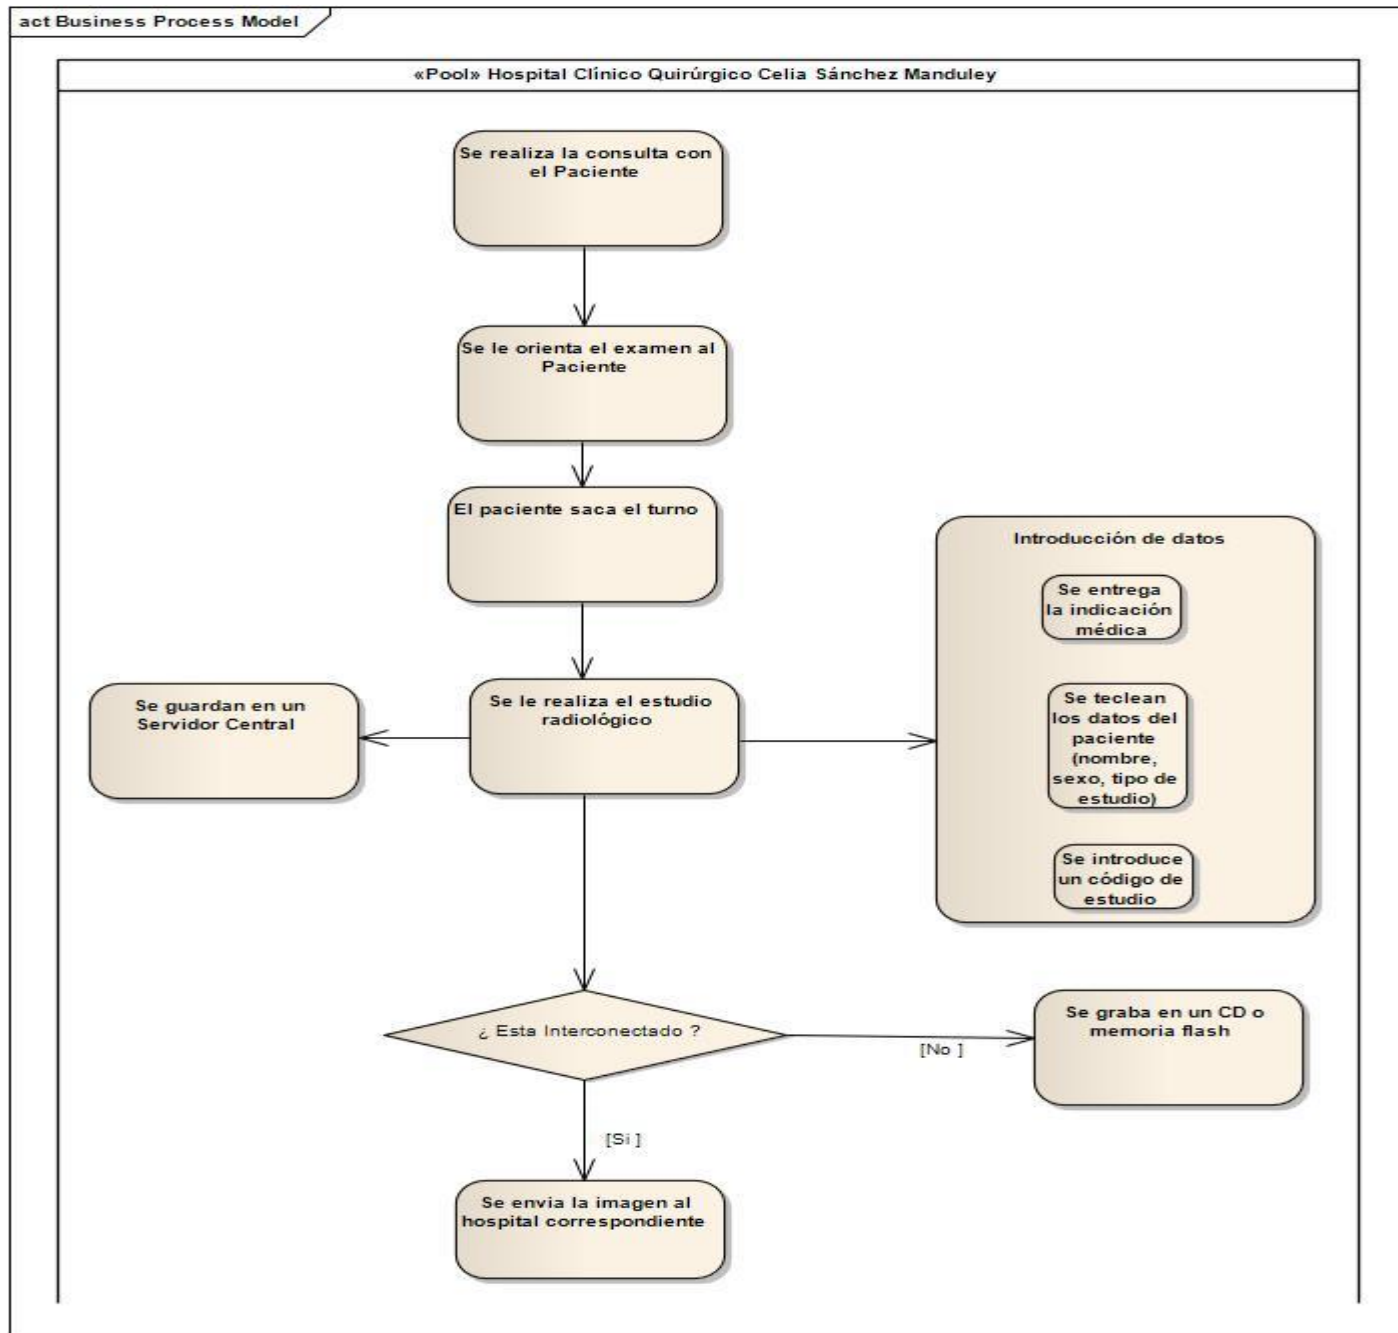 act Business Process Model
«Pool» Hospital Clínico Quirúrgico Celia Sánchez Manduley
Se realiza la consulta con
el Paciente
Se le orienta el examen al
Paciente
El paciente saca el turno
Introducción de datos
Se entrega
la indicación
médica
Se teclean
los datos del
paciente
(nombre,
sexo, tipo de
estudio)
Se introduce
un código de
estudio
Se le realiza el estudio
radiológico
Se guardan en un
Servidor Central
¿ Esta Interconectado ?
[No ]
Se graba en un CD o
memoria flash
[Si ]
Se envia la imagen al
hospital correspondiente